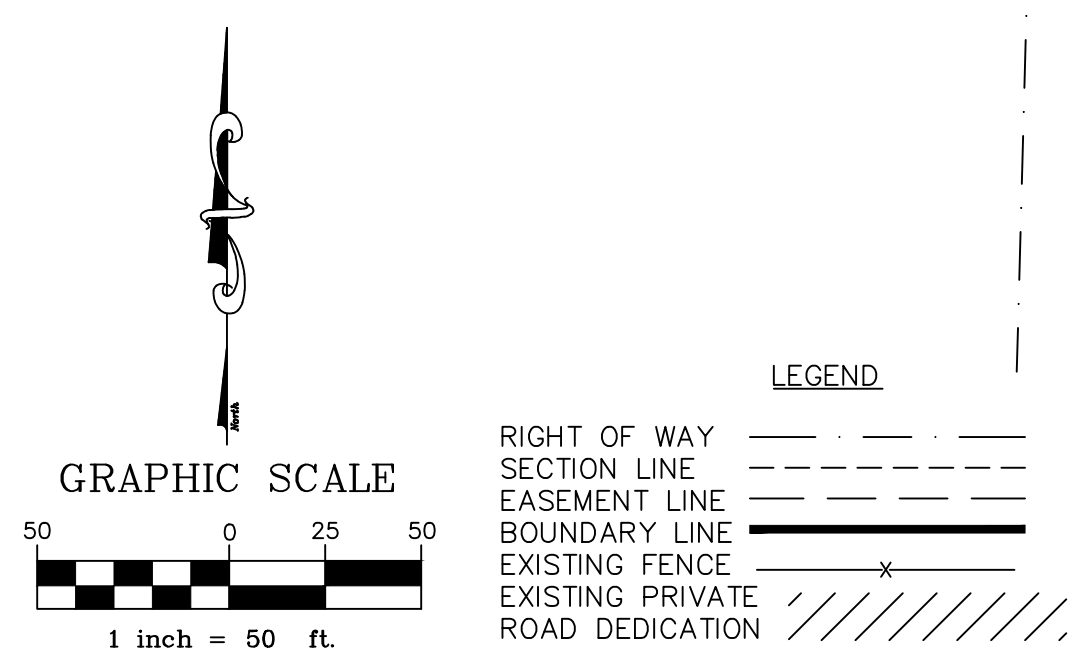 North
GRAPHIC SCALE
50 0 25 50
1 inch = 50 ft.
LEGEND
RIGHT OF WAY
SECTION LINE
EASEMENT LINE
BOUNDARY LINE
EXISTING FENCE
X
EXISTING PRIVATE
ROAD DEDICATION